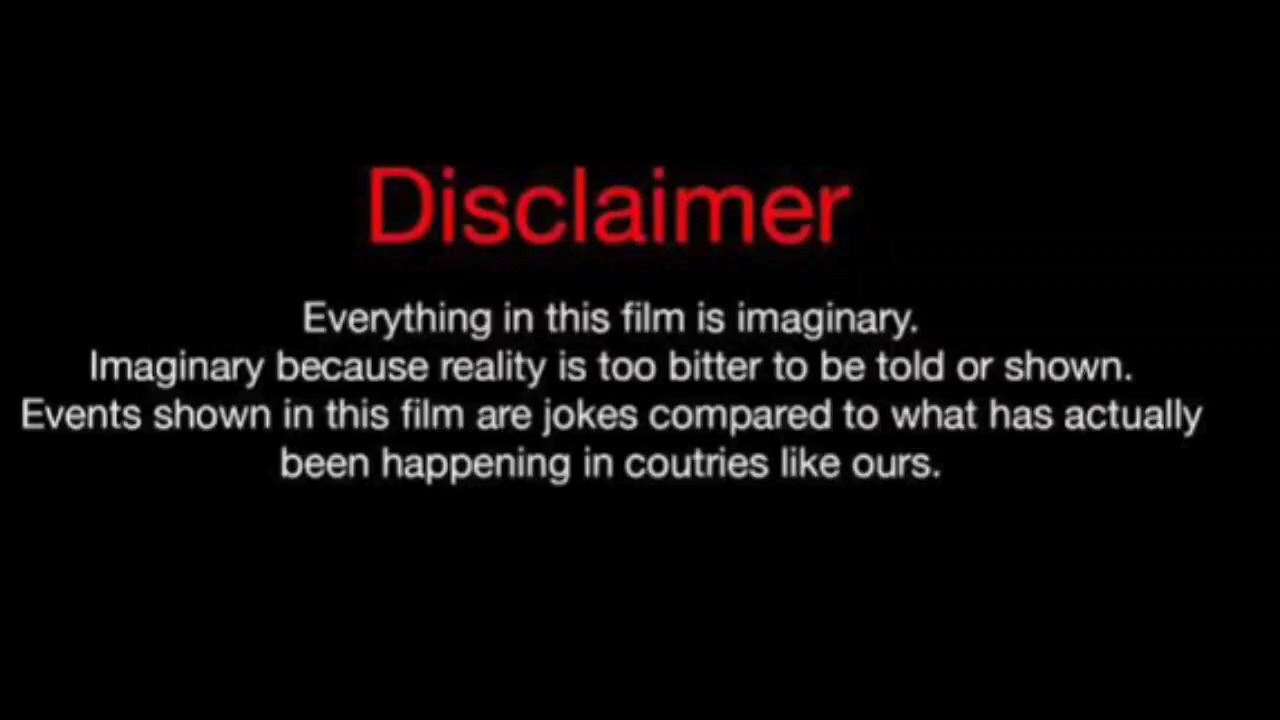 Disclaimer
Everything in this film is imaginary.
Imaginary because reality is too bitter to be told or shown.
Events shown in this film are jokes compared to what has actually
been happening in coutries like ours.